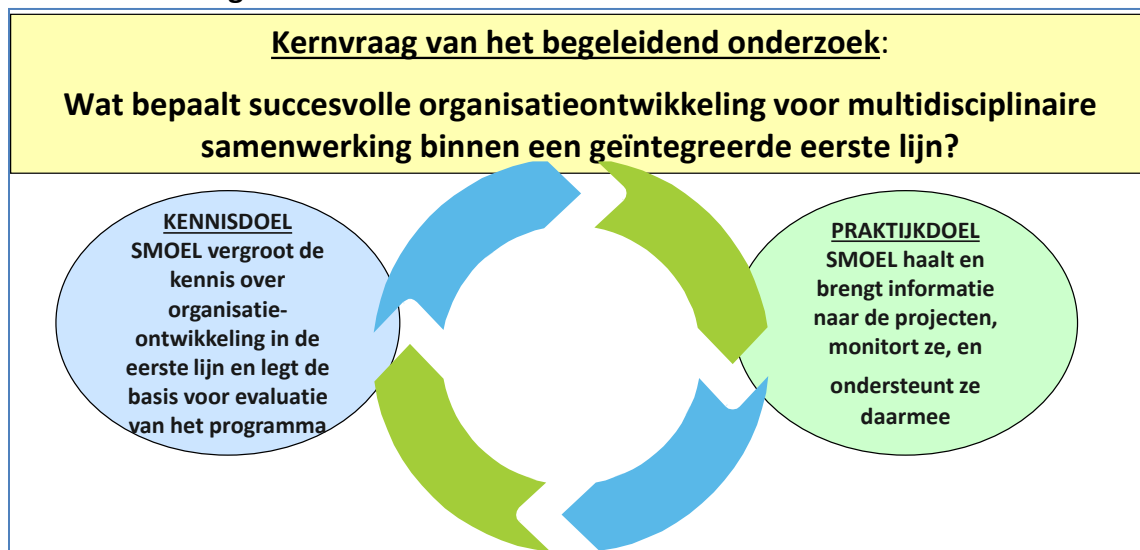 Kernvraag van het begeleidend onderzoek:
Wat bepaalt succesvolle organisatieontwikkeling voor multidisciplinaire
samenwerking binnen een geïntegreerde eerste lijn?
KENNISDOEL
SMOEL vergroot de
kennis over
organisatie-
ontwikkeling in de
eerste lijn en legt de
basis voor evaluatie
van het programma
PRAKTIJKDOEL
SMOEL haalt en
brengt informatie
naar de projecten,
monitort ze, en
ondersteunt ze
daarmee